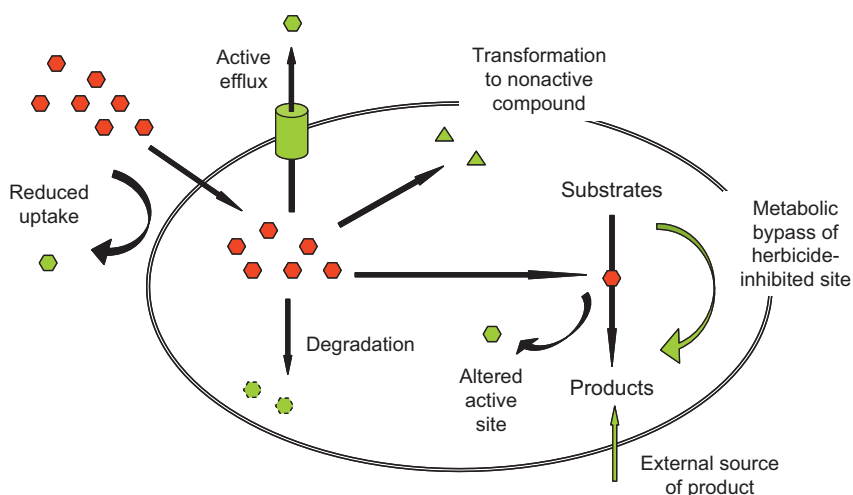 Active
efflux
Transformation
to nonactive
compound
Reduced
uptake
Substrates
Metabolic
bypass of
herbicide-
inhibited site
Degradation
Altered
active
site
Products
External source
of product